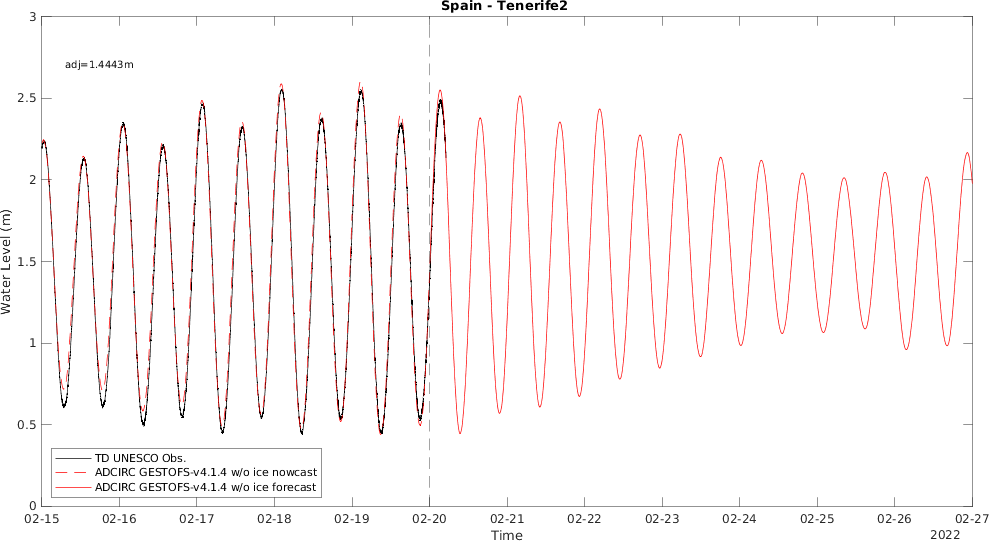 Spain - Tenerife2
adj=1.4443m
Water Level (m)
3
2.5
2
1.5
1
0.5
0
TD UNESCO Obs.
ADCIRC GESTOFS-v4.1.4 w/o ice nowcast
ADCIRC GESTOFS-v4.1.4 w/o ice forecast
02-15 02-16 02-17 02-18 02-19 02-20 02-21 02-22 02-23 02-24 02-25 02-26 02-27
Time
2022